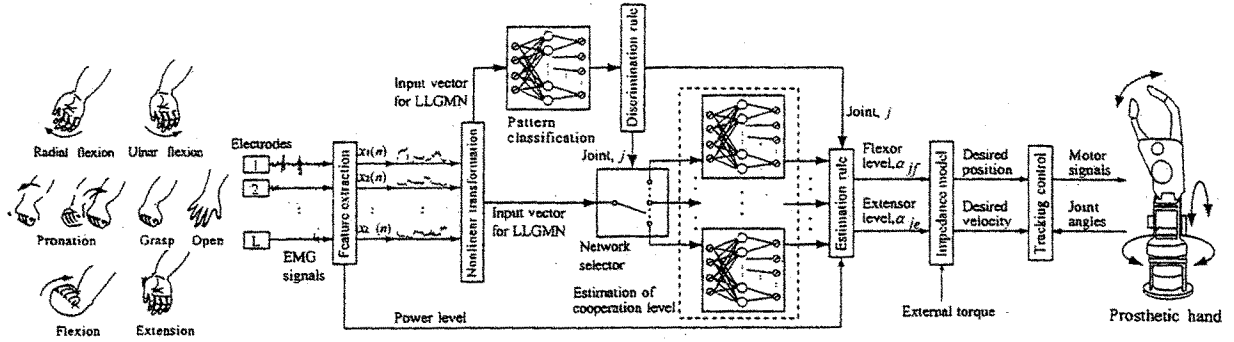 Radial flexion
Ulnar flexion
Pronation
Grasp
Open
Flexion
Extension
Electrodes
1
2
L
EMG
signals
Feature extraction
x1(n)
x2(n)
xL (n)
Power level
Nonlinear transformation
Input vector
for LLGMN
Input vector
for LLGMN
Pattern
classification
Discrimination rule
Joint, j
Network
selector
Estimation of
cooperation level
Joint, j
Estimation rule
Flexor
level, α jf
Extensor
level, α je
Impedance model
External torque
Desired
position
Desired
velocity
Tracking control
Motor
signals
Joint
angles
Prosthetic hand